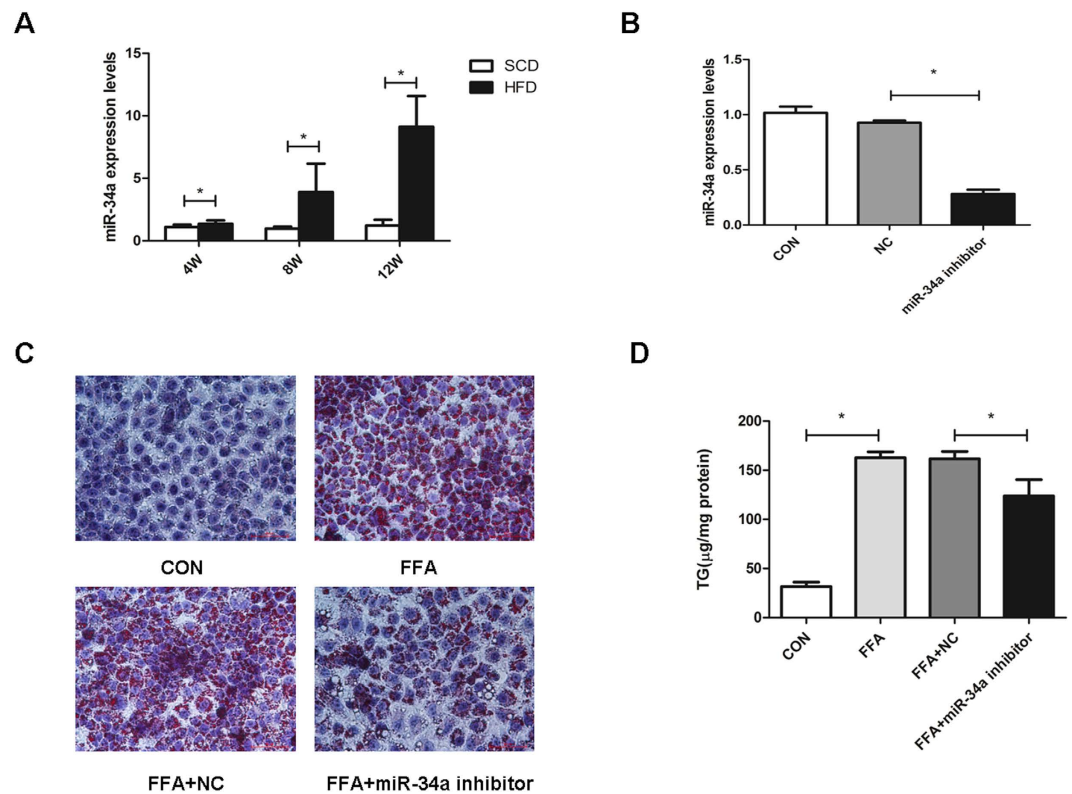 A
miR-34a expression levels
15
10
5
0
*
*
*
4W
8W
12W
SCD
HFD
B
miR-34a expression levels
1.5
1.0
0.5
0.0
*
CON
NC
miR-34a inhibitor
C
CON
FFA
FFA+NC
FFA+miR-34a inhibitor
D
TG(μg/mg protein)
200
150
100
50
0
*
*
CON
FFA
FFA+NC
FFA+miR-34a inhibitor